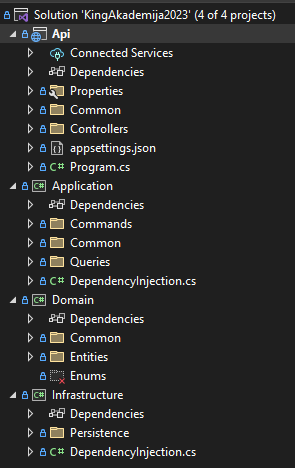 Solution 'KingAkademija2023' (4 of 4 projects)
Api
Connected Services
Dependencies
Properties
Common
Controllers
appsettings.json
C# Program.cs
C# Application
Dependencies
Commands
Common
Queries
C# DependencyInjection.cs
C# Domain
Dependencies
Common
Entities
Enums
C# Infrastructure
Dependencies
Persistence
C# DependencyInjection.cs